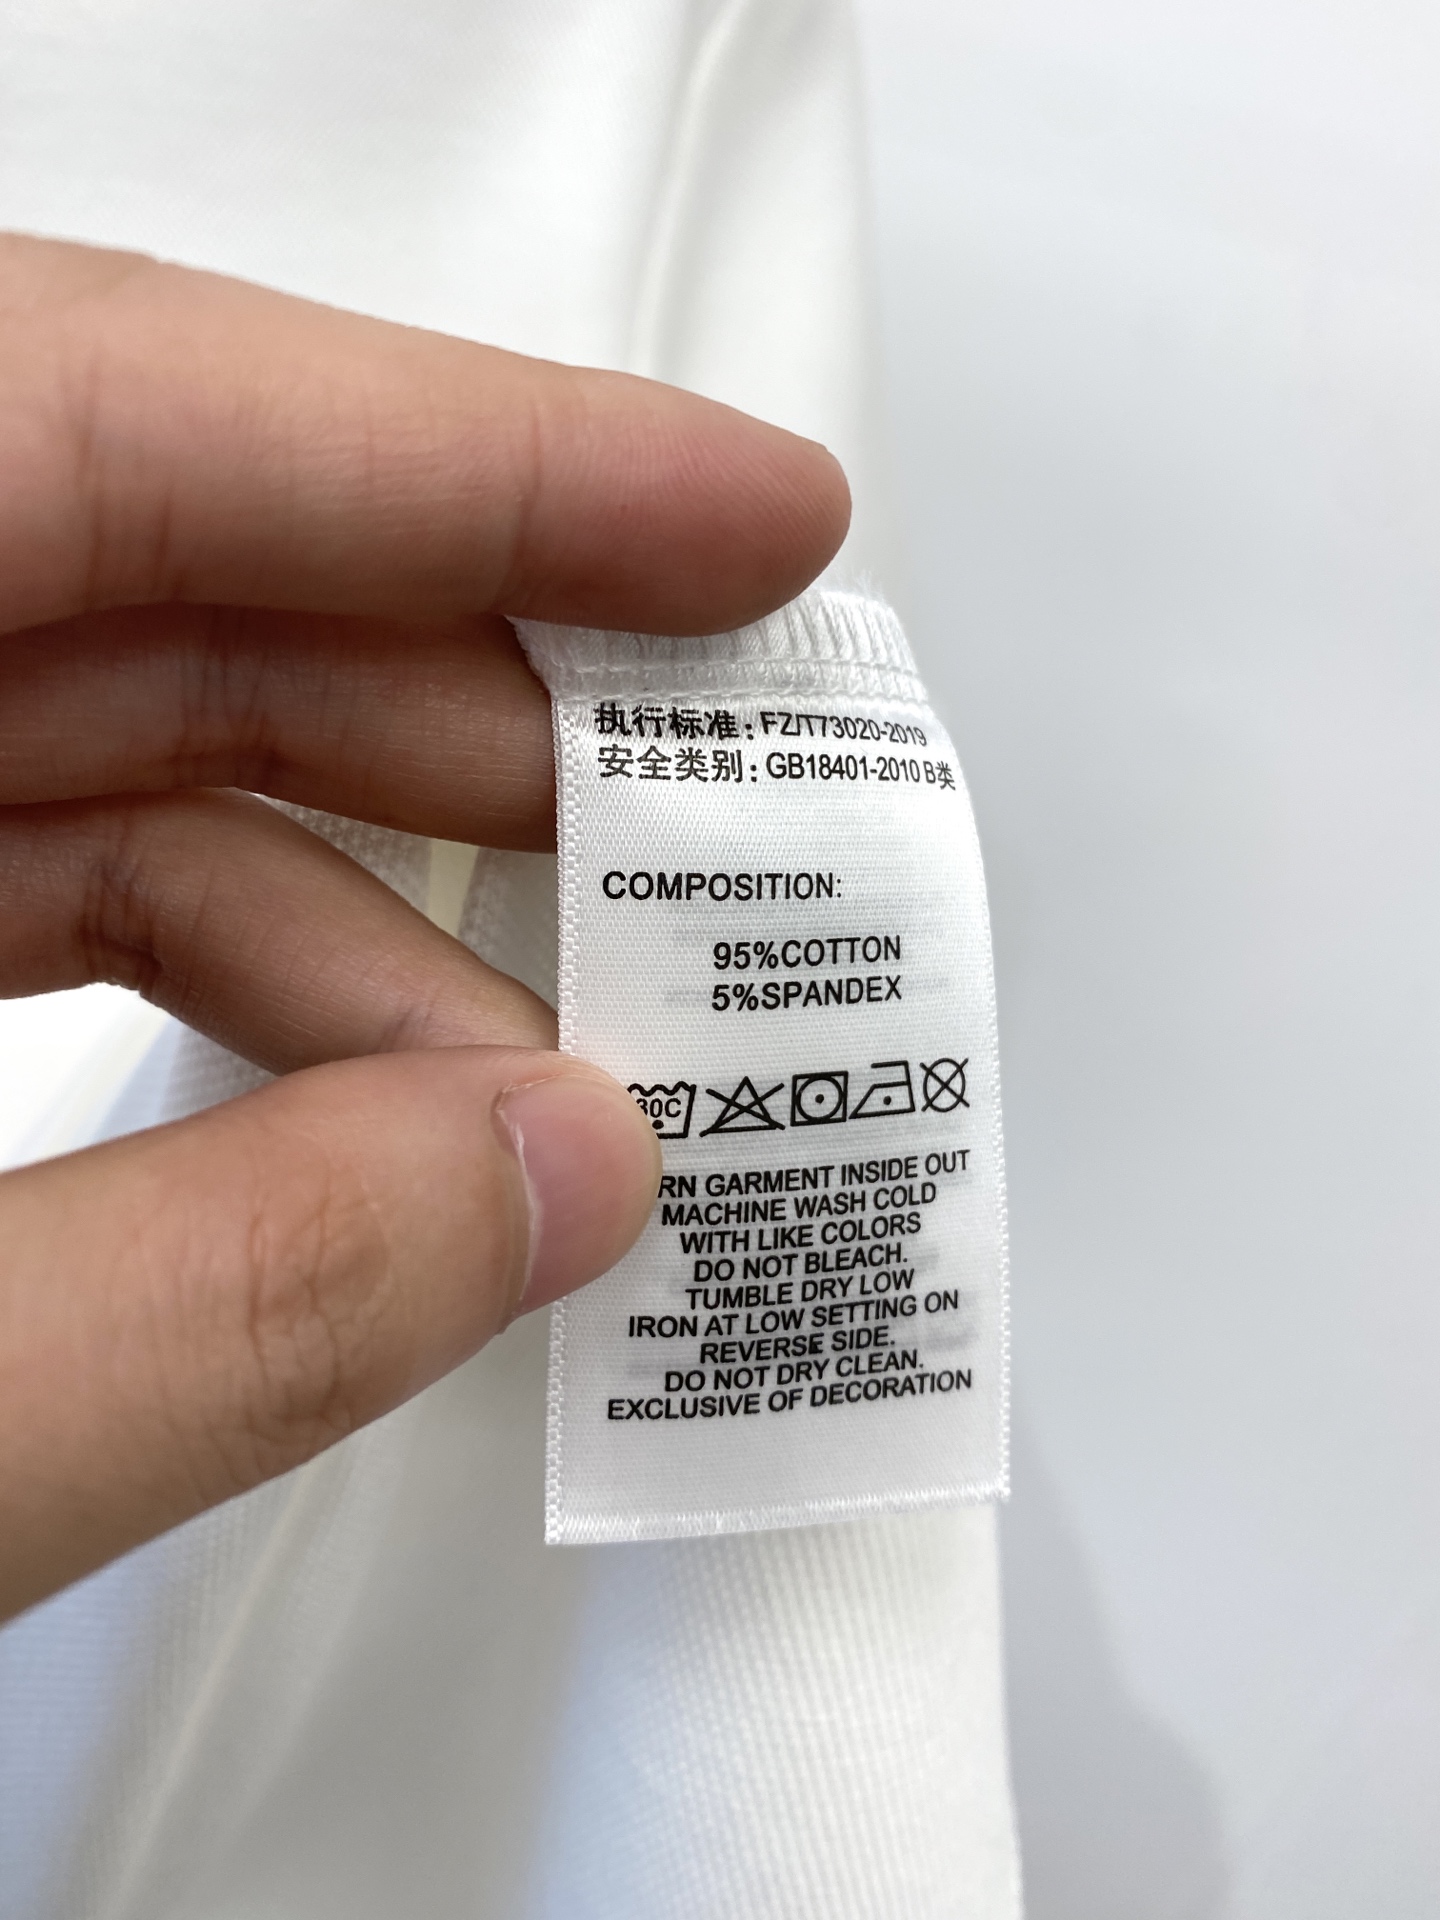 执行标准: FZ/T73020-2019
安全类别: GB18401-2010 B类
COMPOSITION:
95%COTTON
5%SPANDEX
30C
GARMENT INSIDE OUT
MACHINE WASH COLD
WITH LIKE COLORS
DO NOT BLEACH.
TUMBLE DRY LOW
IRON AT LOW SETTING ON
REVERSE SIDE.
DO NOT DRY CLEAN.
EXCLUSIVE OF DECORATION